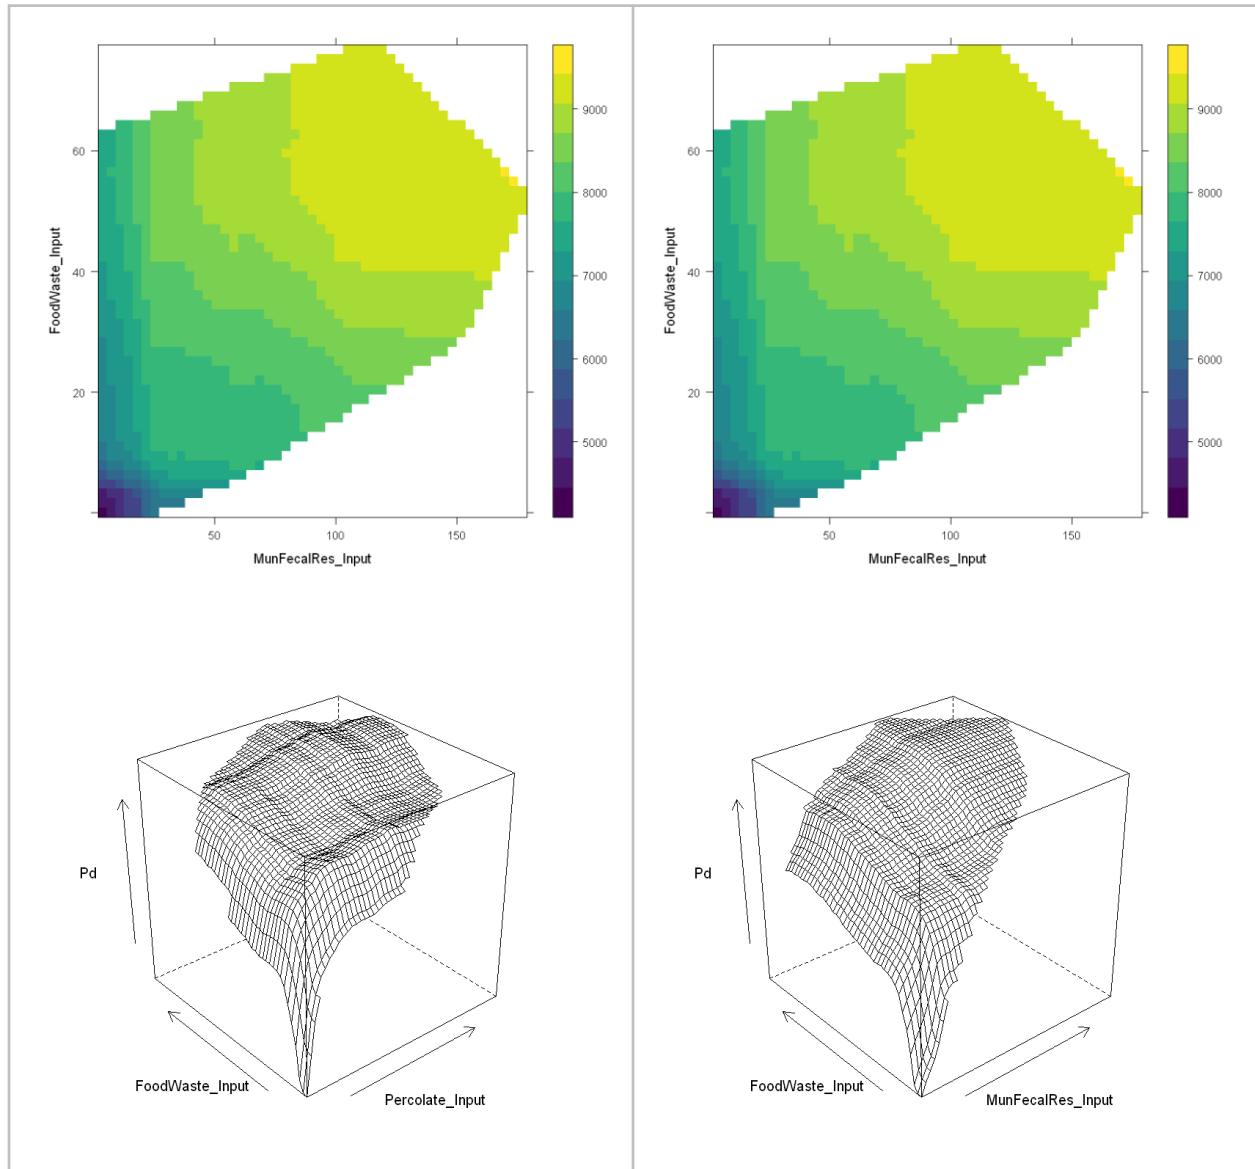 9000
60
8000
FoodWaste_Input
40
7000
6000
20
5000
50
100
150
MunFecalRes_Input
9000
60
8000
FoodWaste_Input
40
7000
6000
20
5000
50
100
150
MunFecalRes_Input
Pd
FoodWaste_Input
Percolate_Input
Pd
FoodWaste_Input
MunFecalRes_Input